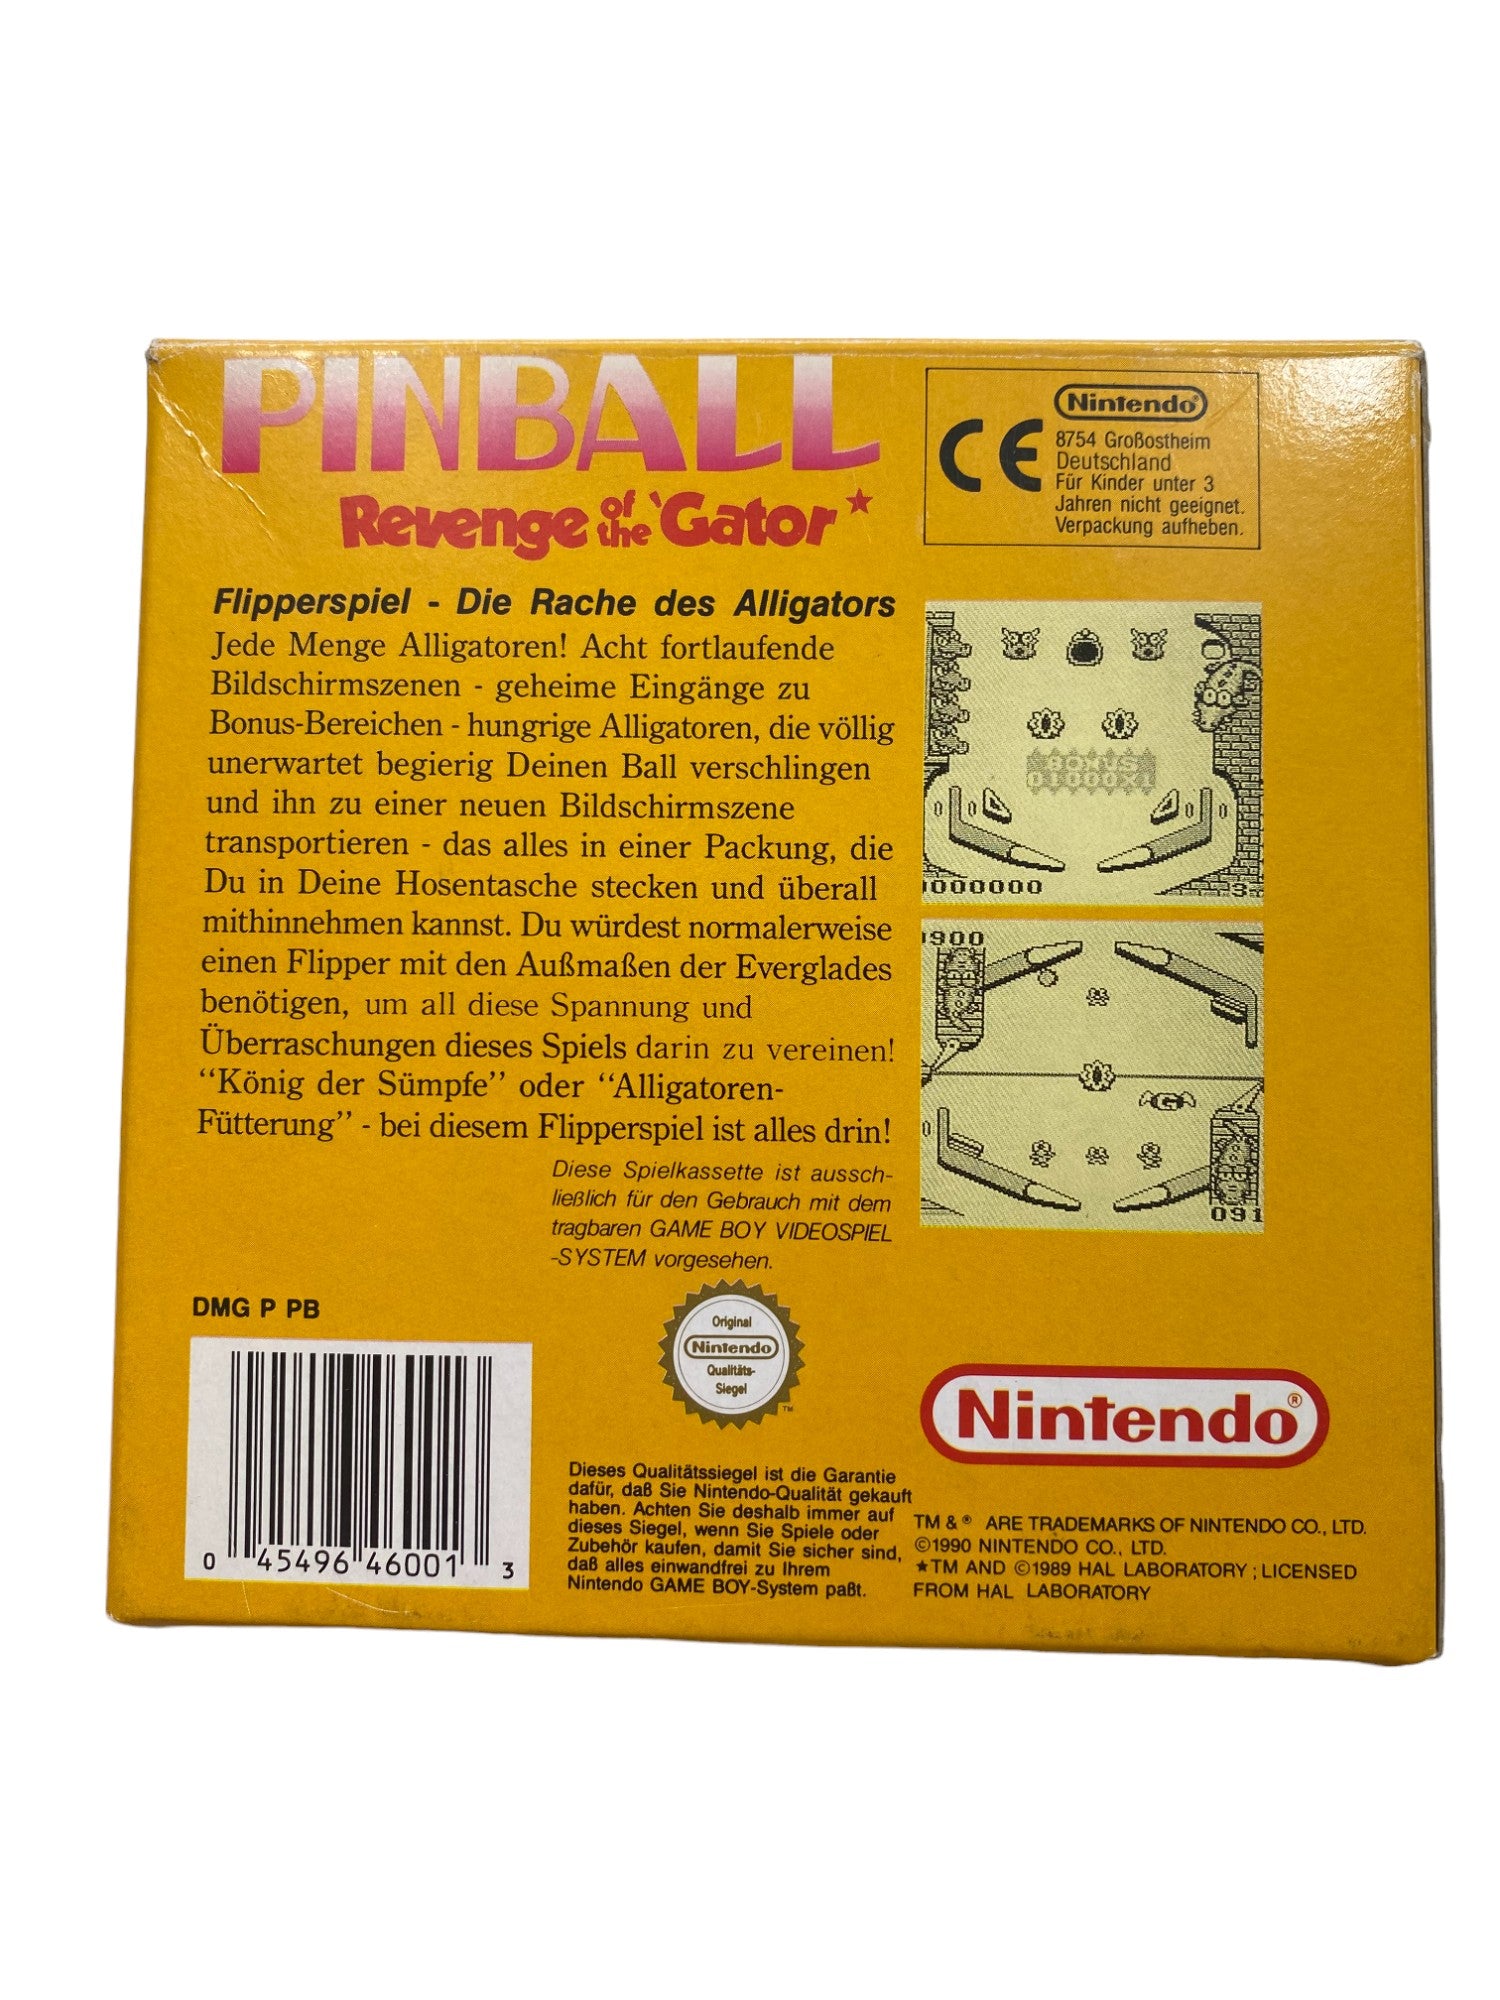 PINBALL
Revenge of the 'Gator★
Nintendo®
CE
8754 Großostheim
Deutschland
Für Kinder unter 3
Jahren nicht geeignet.
Verpackung aufheben.
Flipperspiel - Die Rache des Alligators
Jede Menge Alligatoren! Acht fortlaufende
Bildschirmszenen - geheime Eingänge zu
Bonus-Bereichen - hungrige Alligatoren, die völlig
unerwartet begierig Deinen Ball verschlingen
und ihn zu einer neuen Bildschirmszene
transportieren - das alles in einer Packung, die
Du in Deine Hosentasche stecken und überall
mithinnehmen kannst. Du würdest normalerweise
einen Flipper mit den Außmaßen der Everglades
benötigen, um all diese Spannung und
Überraschungen dieses Spiels darin zu vereinen!
‘‘König der Sümpfe’’ oder ‘‘Alligatoren-
Fütterung’’ - bei diesem Flipperspiel ist alles drin!
BONUS
01000X1
0000000
3
1900
G
091
Diese Spielkassette ist aussch-
ließlich für den Gebrauch mit dem
tragbaren GAME BOY VIDEOSPIEL
-SYSTEM vorgesehen.
DMG P PB
0 45496 46001 3
Original
Nintendo
Qualitäts-
Siegel
TM
Dieses Qualitätssiegel ist die Garantie
dafür, daß Sie Nintendo-Qualität gekauft
haben. Achten Sie deshalb immer auf
dieses Siegel, wenn Sie Spiele oder
Zubehör kaufen, damit Sie sicher sind,
daß alles einwandfrei zu Ihrem
Nintendo GAME BOY-System paßt.
Nintendo®
TM & ® ARE TRADEMARKS OF NINTENDO CO., LTD.
©1990 NINTENDO CO., LTD.
★TM AND ©1989 HAL LABORATORY ; LICENSED
FROM HAL LABORATORY